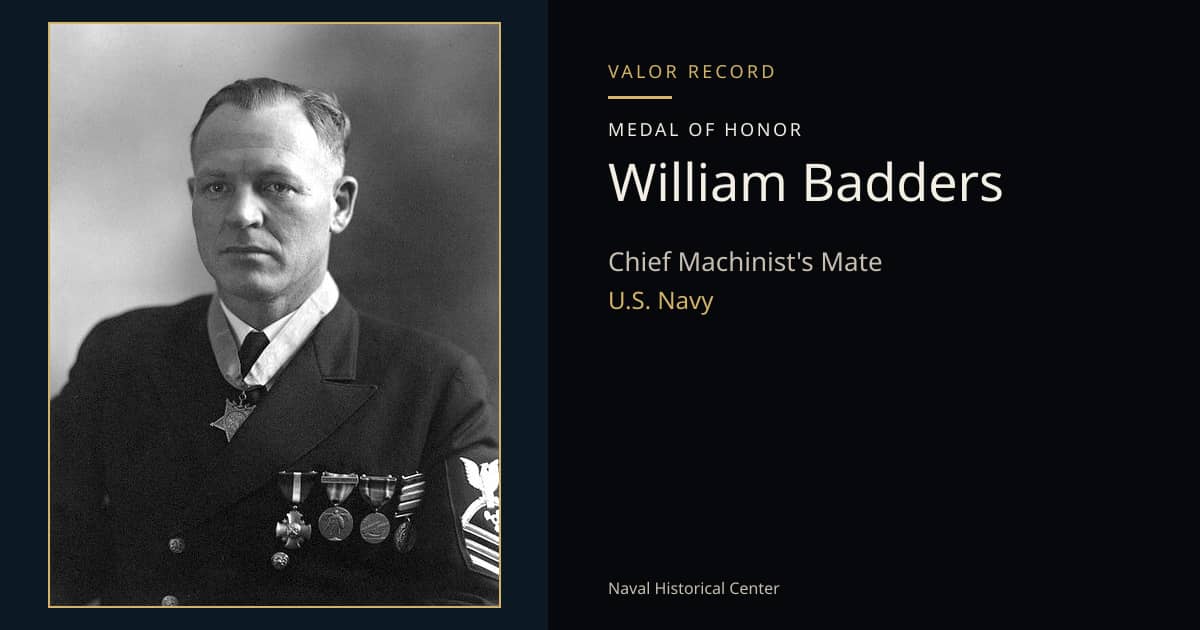 VALOR RECORD
MEDAL OF HONOR
William Badders
Chief Machinist's Mate
U.S. Navy
Naval Historical Center